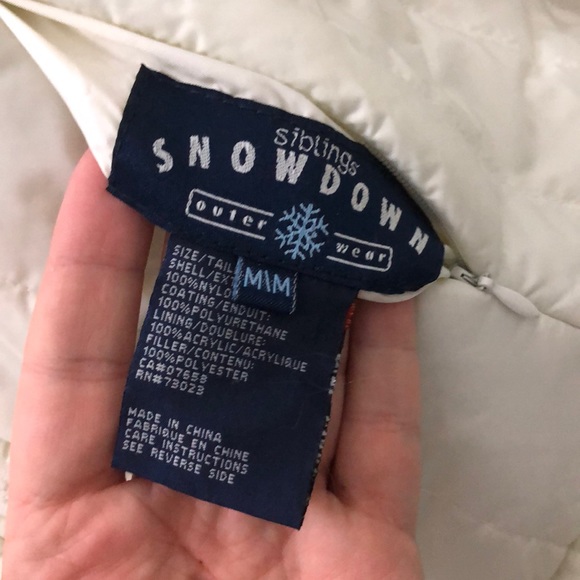 siblings
SNOWDOWN
outer wear
M\M
SIZE/TAIL
SHELL/EX
100%NYLO
COATING/ENDUIT:
100%POLYURETHANE
LINING/DOUBLURE:
100%ACRYLIC/ACRYLIQUE
FILLER/CONTENU:
100%POLYESTER
CA#07658
RN#73023
MADE IN CHINA
FABRIQUE EN CHINE
CARE INSTRUCTIONS
SEE REVERSE SIDE